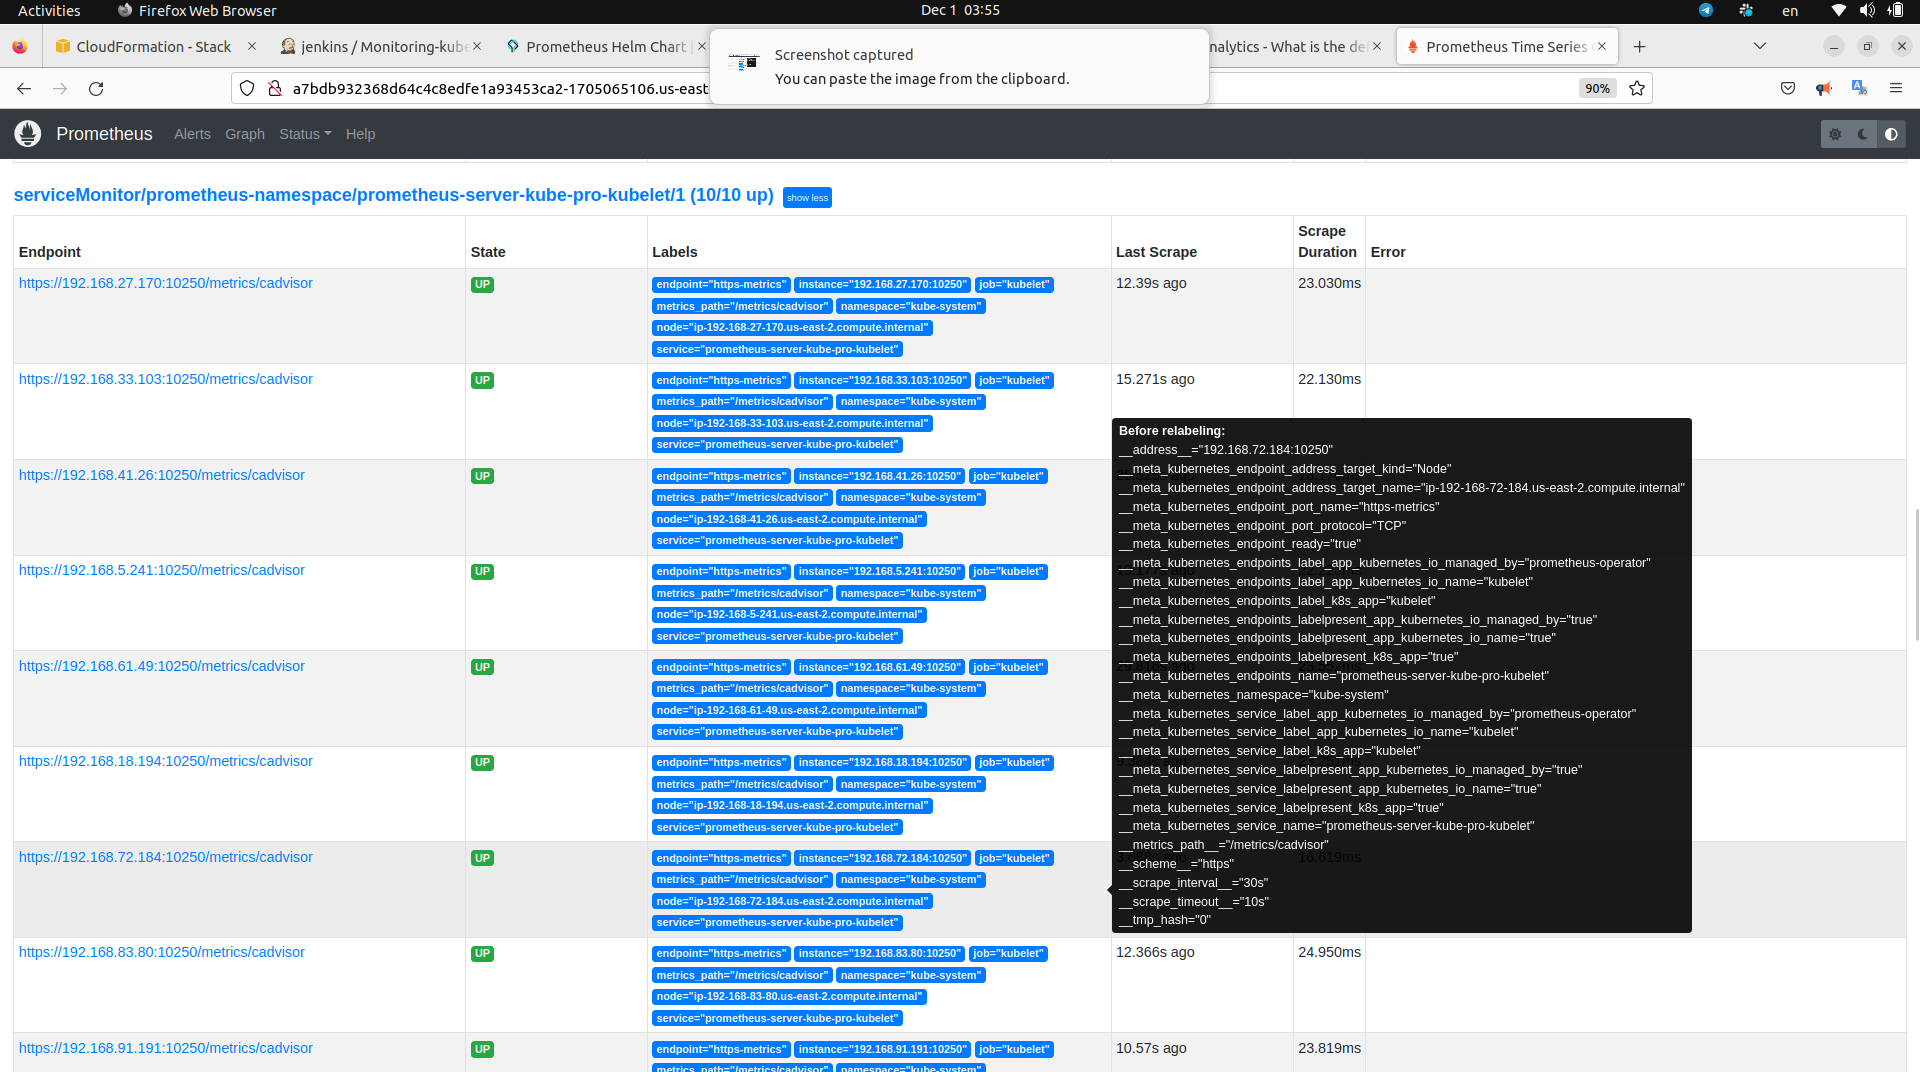 Activities
Firefox Web Browser
Dec 1 03:55
en
CloudFormation - Stack
jenkins / Monitoring-kube
Prometheus Helm Chart |
nalytics - What is the de
Prometheus Time Series
Screenshot captured
You can paste the image from the clipboard.
a7bdb932368d64c4c8edfe1a93453ca2-1705065106.us-east
90%
Prometheus Alerts Graph Status Help
serviceMonitor/prometheus-namespace/prometheus-server-kube-pro-kubelet/1 (10/10 up) show less
Endpoint State Labels Last Scrape Scrape Duration Error
https://192.168.27.170:10250/metrics/cadvisor UP endpoint="https-metrics" instance="192.168.27.170:10250" job="kubelet" 12.39s ago 23.030ms
metrics_path="/metrics/cadvisor" namespace="kube-system"
node="ip-192-168-27-170.us-east-2.compute.internal"
service="prometheus-server-kube-pro-kubelet"
https://192.168.33.103:10250/metrics/cadvisor UP endpoint="https-metrics" instance="192.168.33.103:10250" job="kubelet" 15.271s ago 22.130ms
metrics_path="/metrics/cadvisor" namespace="kube-system"
node="ip-192-168-33-103.us-east-2.compute.internal"
service="prometheus-server-kube-pro-kubelet"
https://192.168.41.26:10250/metrics/cadvisor UP endpoint="https-metrics" instance="192.168.41.26:10250" job="kubelet"
metrics_path="/metrics/cadvisor" namespace="kube-system"
node="ip-192-168-41-26.us-east-2.compute.internal"
service="prometheus-server-kube-pro-kubelet"
https://192.168.5.241:10250/metrics/cadvisor UP endpoint="https-metrics" instance="192.168.5.241:10250" job="kubelet"
metrics_path="/metrics/cadvisor" namespace="kube-system"
node="ip-192-168-5-241.us-east-2.compute.internal"
service="prometheus-server-kube-pro-kubelet"
https://192.168.61.49:10250/metrics/cadvisor UP endpoint="https-metrics" instance="192.168.61.49:10250" job="kubelet"
metrics_path="/metrics/cadvisor" namespace="kube-system"
node="ip-192-168-61-49.us-east-2.compute.internal"
service="prometheus-server-kube-pro-kubelet"
https://192.168.18.194:10250/metrics/cadvisor UP endpoint="https-metrics" instance="192.168.18.194:10250" job="kubelet"
metrics_path="/metrics/cadvisor" namespace="kube-system"
node="ip-192-168-18-194.us-east-2.compute.internal"
service="prometheus-server-kube-pro-kubelet"
https://192.168.72.184:10250/metrics/cadvisor UP endpoint="https-metrics" instance="192.168.72.184:10250" job="kubelet" 16.619ms
metrics_path="/metrics/cadvisor" namespace="kube-system"
node="ip-192-168-72-184.us-east-2.compute.internal"
service="prometheus-server-kube-pro-kubelet"
https://192.168.83.80:10250/metrics/cadvisor UP endpoint="https-metrics" instance="192.168.83.80:10250" job="kubelet" 12.366s ago 24.950ms
metrics_path="/metrics/cadvisor" namespace="kube-system"
node="ip-192-168-83-80.us-east-2.compute.internal"
service="prometheus-server-kube-pro-kubelet"
https://192.168.91.191:10250/metrics/cadvisor UP endpoint="https-metrics" instance="192.168.91.191:10250" job="kubelet" 10.57s ago 23.819ms
metrics_path="/metrics/cadvisor" namespace="kube-system"
Before relabeling:
__address__="192.168.72.184:10250"
__meta_kubernetes_endpoint_address_target_kind="Node"
__meta_kubernetes_endpoint_address_target_name="ip-192-168-72-184.us-east-2.compute.internal"
__meta_kubernetes_endpoint_port_name="https-metrics"
__meta_kubernetes_endpoint_port_protocol="TCP"
__meta_kubernetes_endpoint_ready="true"
__meta_kubernetes_endpoints_label_app_kubernetes_io_managed_by="prometheus-operator"
__meta_kubernetes_endpoints_label_app_kubernetes_io_name="kubelet"
__meta_kubernetes_endpoints_label_k8s_app="kubelet"
__meta_kubernetes_endpoints_labelpresent_app_kubernetes_io_managed_by="true"
__meta_kubernetes_endpoints_labelpresent_app_kubernetes_io_name="true"
__meta_kubernetes_endpoints_labelpresent_k8s_app="true"
__meta_kubernetes_endpoints_name="prometheus-server-kube-pro-kubelet"
__meta_kubernetes_namespace="kube-system"
__meta_kubernetes_service_label_app_kubernetes_io_managed_by="prometheus-operator"
__meta_kubernetes_service_label_app_kubernetes_io_name="kubelet"
__meta_kubernetes_service_label_k8s_app="kubelet"
__meta_kubernetes_service_labelpresent_app_kubernetes_io_managed_by="true"
__meta_kubernetes_service_labelpresent_app_kubernetes_io_name="true"
__meta_kubernetes_service_labelpresent_k8s_app="true"
__meta_kubernetes_service_name="prometheus-server-kube-pro-kubelet"
__metrics_path__="/metrics/cadvisor"
__scheme__="https"
__scrape_interval__="30s"
__scrape_timeout__="10s"
__tmp_hash="0"